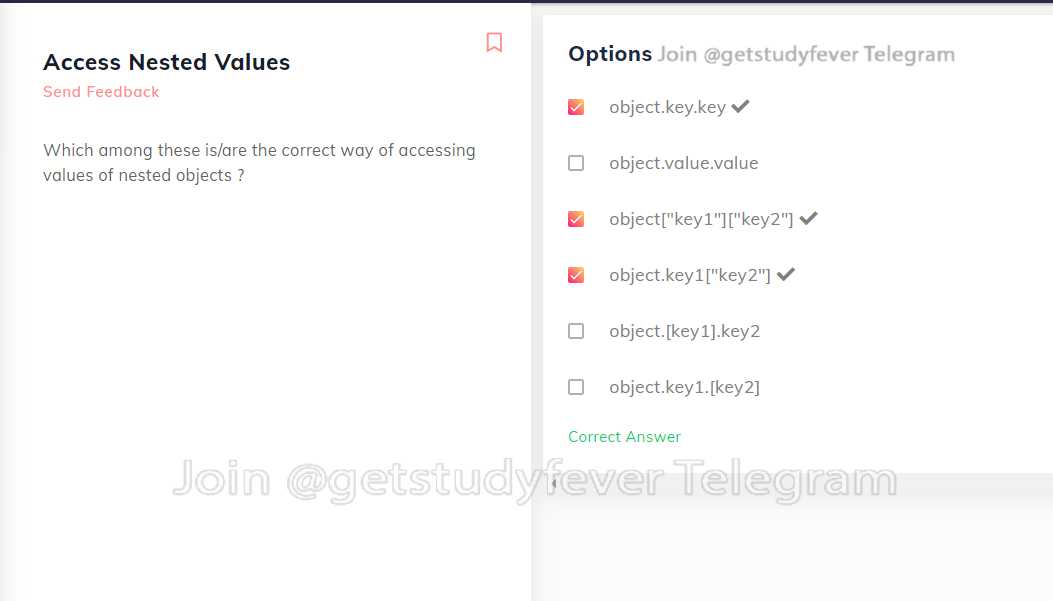 Access Nested Values
Send Feedback
Which among these is/are the correct way of accessing
values of nested objects ?
Options Join @getstudyfever Telegram
object.key.key
object.value.value
object["key1"]["key2"]
object.key1["key2"]
object.[key1].key2
object.key1.[key2]
Correct Answer
Join @getstudyfever Telegram